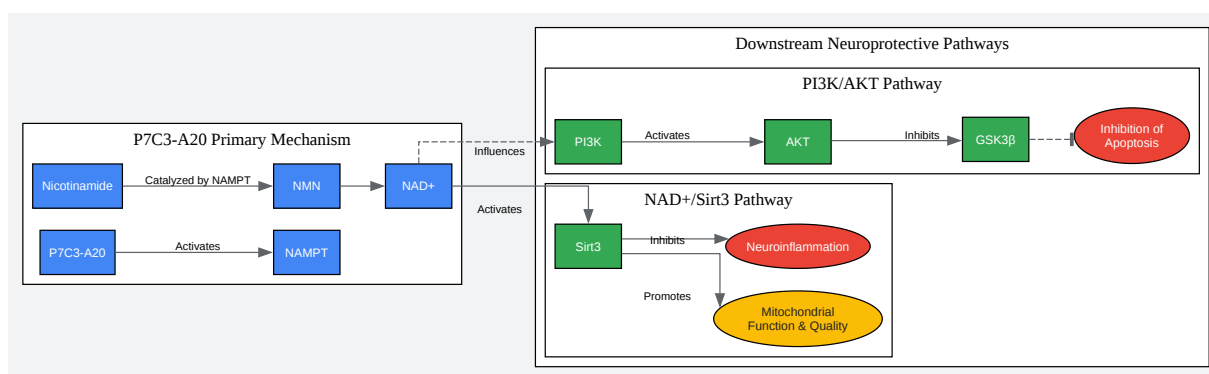 Downstream Neuroprotective Pathways
PI3K/AKT Pathway
P7C3-A20 Primary Mechanism
PI3K
Activates
AKT
Inhibits
GSK3β
Inhibition of
Apoptosis
Influences
Nicotinamide
Catalyzed by NAMPT
NMN
NAD+
Activates
NAD+/Sirt3 Pathway
P7C3-A20
Activates
NAMPT
Sirt3
Inhibits
Neuroinflammation
Promotes
Mitochondrial
Function & Quality